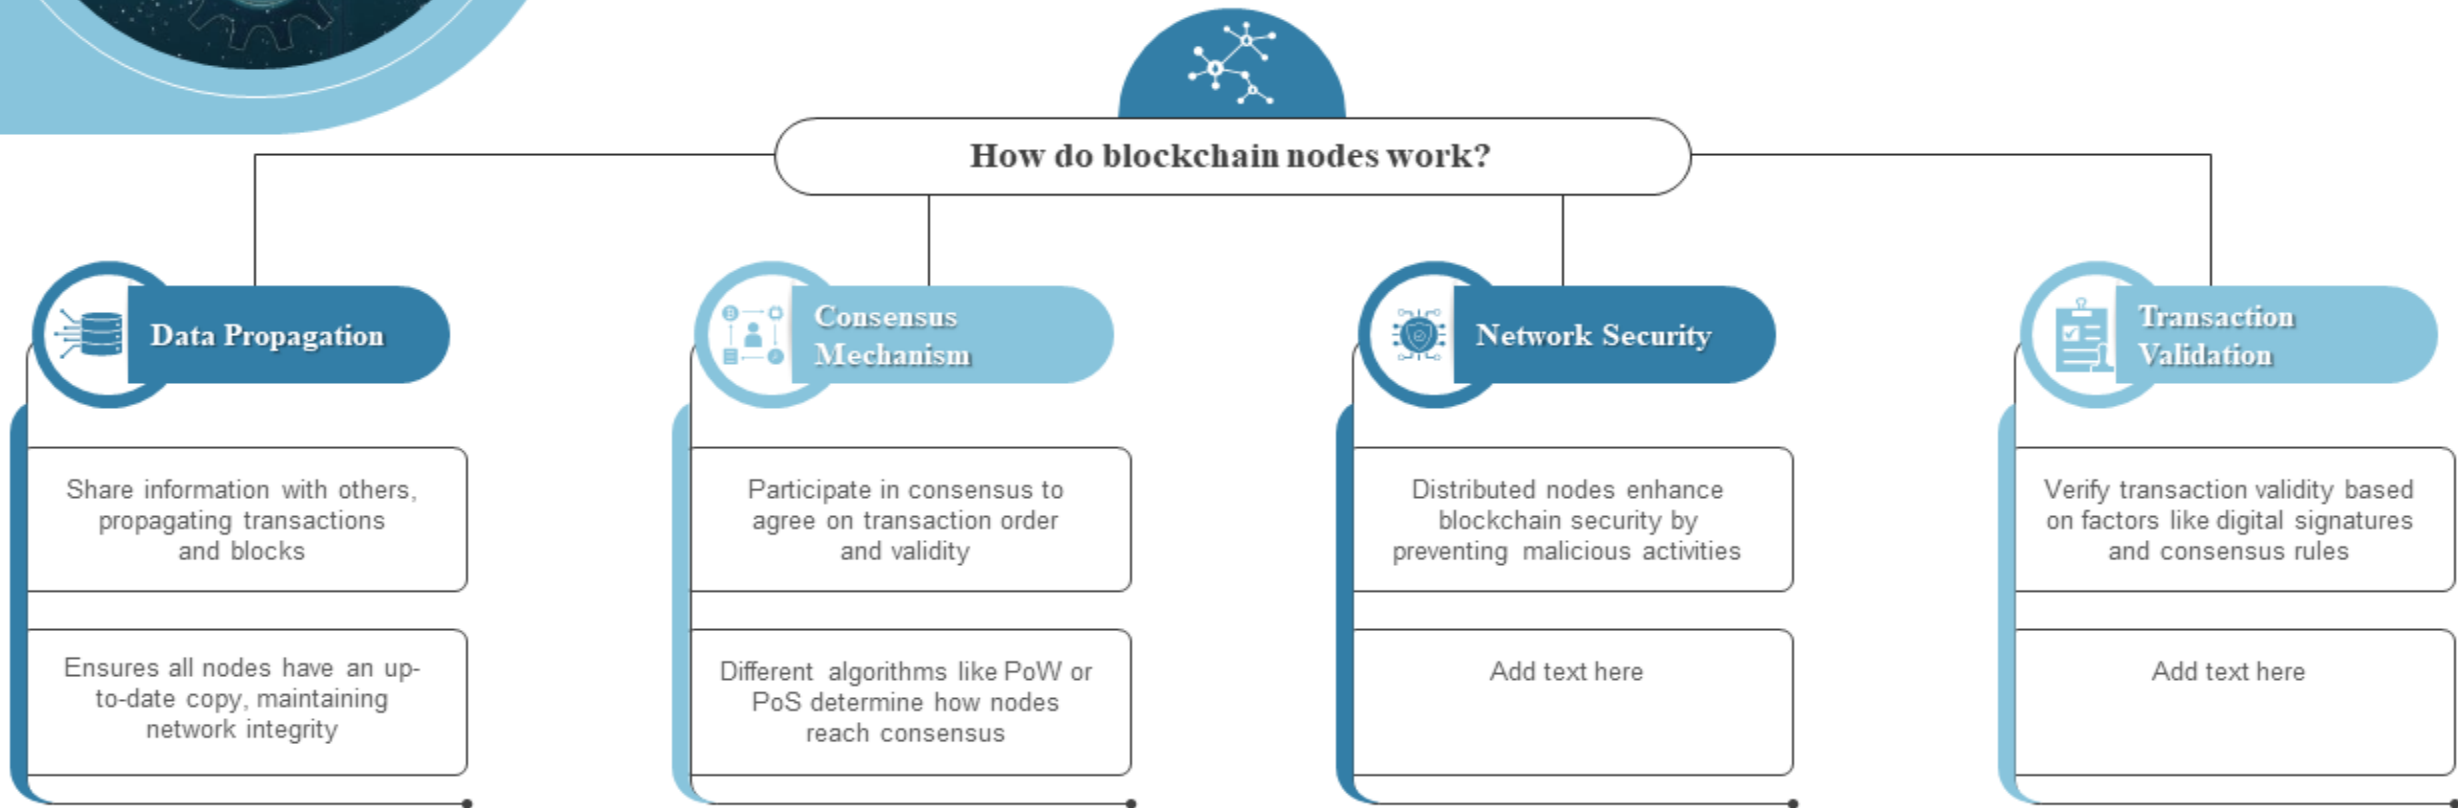 How do blockchain nodes work?
Data Propagation
Share information with others,
propagating transactions
and blocks
Ensures all nodes have an up-
to-date copy, maintaining
network integrity
Consensus
Mechanism
Participate in consensus to
agree on transaction order
and validity
Different algorithms like PoW or
PoS determine how nodes
reach consensus
Network Security
Distributed nodes enhance
blockchain security by
preventing malicious activities
Add text here
Transaction
Validation
Verify transaction validity based
on factors like digital signatures
and consensus rules
Add text here